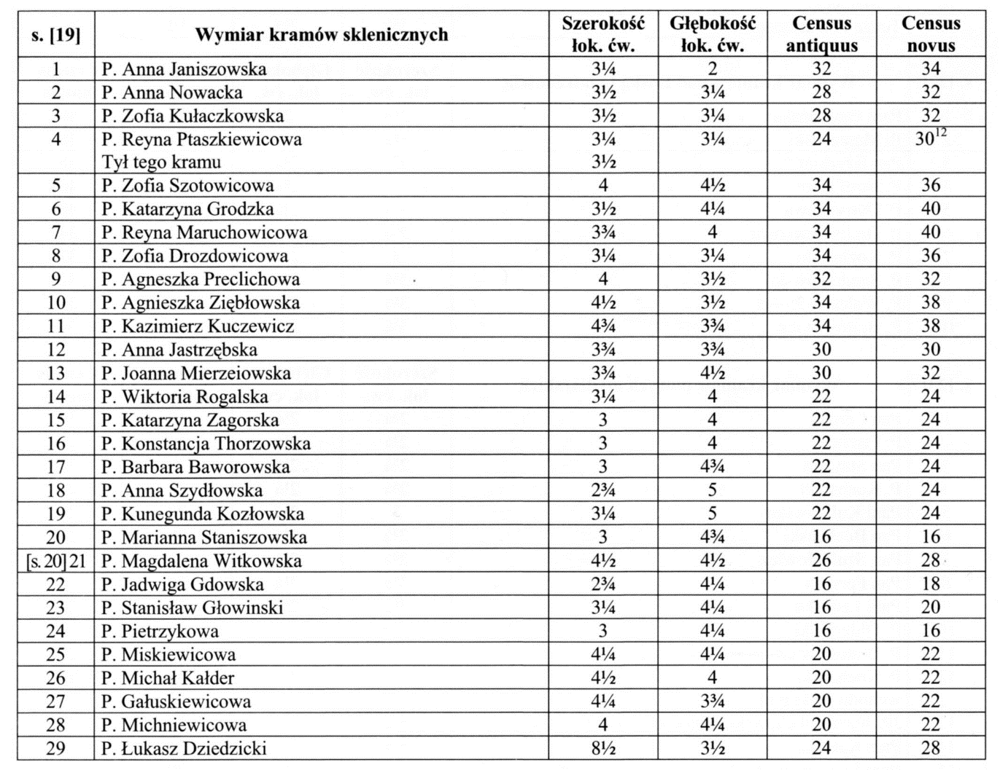 s. [19] Wymiar kramów sklenicznych Szerokość łok. ćw. Głębokość łok. ćw. Census antiquus Census novus
1 P. Anna Janiszowska 3¼ 2 32 34
2 P. Anna Nowacka 3½ 3¼ 28 32
3 P. Zofia Kułaczkowska 3½ 3¼ 28 32
4 P. Reyna Ptaszkiewicowa 3¼ 3¼ 24 30¹²
Tył tego kramu 3½
5 P. Zofia Szotowicowa 4 4½ 34 36
6 P. Katarzyna Grodzka 3½ 4¼ 34 40
7 P. Reyna Maruchowicowa 3¾ 4 34 40
8 P. Zofia Drozdowicowa 3¼ 3¼ 34 36
9 P. Agneszka Preclichowa 4 3½ 32 32
10 P. Agnieszka Ziębłowska 4½ 3½ 34 38
11 P. Kazimierz Kuczewicz 4¾ 3¾ 34 38
12 P. Anna Jastrzębska 3¾ 3¾ 30 30
13 P. Joanna Mierzeiowska 3¾ 4½ 30 32
14 P. Wiktoria Rogalska 3¼ 4 22 24
15 P. Katarzyna Zagorska 3 4 22 24
16 P. Konstancja Thorzowska 3 4 22 24
17 P. Barbara Baworowska 3 4¾ 22 24
18 P. Anna Szydłowska 2¾ 5 22 24
19 P. Kunegunda Kozłowska 3¼ 5 22 24
20 P. Marianna Staniszowska 3 4¾ 16 16
[s. 20] 21 P. Magdalena Witkowska 4½ 4½ 26 28
22 P. Jadwiga Gdowska 2¾ 4¼ 16 18
23 P. Stanisław Głowinski 3¼ 4¼ 16 20
24 P. Pietrzykowa 3 4¼ 16 16
25 P. Miskiewicowa 4¼ 4¼ 20 22
26 P. Michał Kałder 4½ 4 20 22
27 P. Gałuskiewicowa 4¼ 3¾ 20 22
28 P. Michniewicowa 4 4¼ 20 22
29 P. Łukasz Dziedzicki 8½ 3½ 24 28